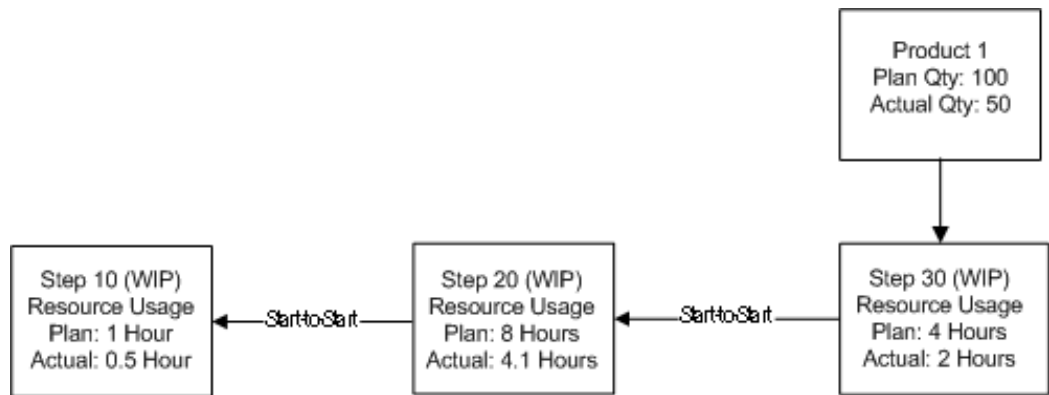 Product 1
Plan Qty: 100
Actual Qty: 50
Step 10 (WIP)
Resource Usage
Plan: 1 Hour
Actual: 0.5 Hour
Start-to-Start
Step 20 (WIP)
Resource Usage
Plan: 8 Hours
Actual: 4.1 Hours
Start-to-Start
Step 30 (WIP)
Resource Usage
Plan: 4 Hours
Actual: 2 Hours